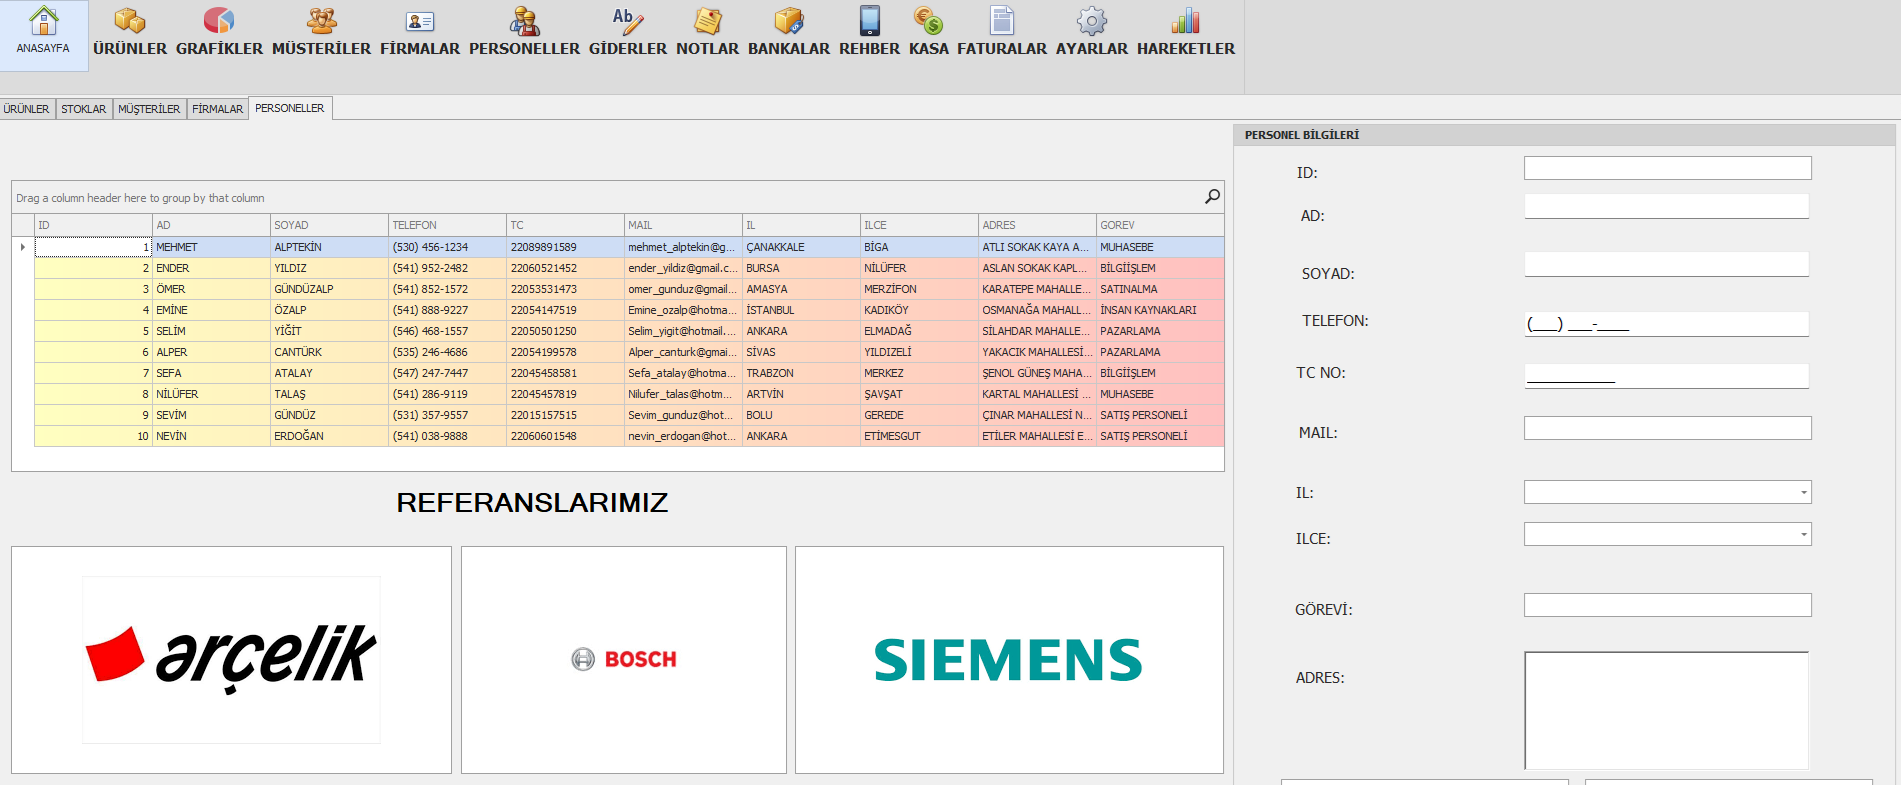 ANASAYFA ÜRÜNLER GRAFİKLER MÜSTERİLER FİRMALAR PERSONELLER GİDERLER NOTLAR BANKALAR REHBER KASA FATURALAR AYARLAR HAREKETLER
ÜRÜNLER STOKLAR MÜŞTERİLER FİRMALAR PERSONELLER
Drag a column header here to group by that column
ID AD SOYAD TELEFON TC MAIL IL ILCE ADRES GOREV
1 MEHMET ALPTEKİN (530) 456-1234 22089891589 mehmet_alptekin@g... ÇANAKKALE BİGA ATLI SOKAK KAYA A... MUHASEBE
2 ENDER YILDIZ (541) 952-2482 22060521452 ender_yildiz@gmail.c... BURSA NİLÜFER ASLAN SOKAK KAPL... BİLGİİŞLEM
3 ÖMER GÜNDÜZALP (541) 852-1572 22053531473 omer_gunduz@gmail... AMASYA MERZİFON KARATEPE MAHALLE... SATINALMA
4 EMİNE ÖZALP (541) 888-9227 22054147519 Emine_ozalp@hotma... İSTANBUL KADIKÖY OSMANAĞA MAHALL... İNSAN KAYNAKLARI
5 SELİM YİĞİT (546) 468-1557 22050501250 Selim_yigit@hotmail.... ANKARA ELMADAĞ SİLAHDAR MAHALLE... PAZARLAMA
6 ALPER CANTÜRK (535) 246-4686 22054199578 Alper_canturk@gmai... SİVAS YILDIZELİ YAKACIK MAHALLESİ... PAZARLAMA
7 SEFA ATALAY (547) 247-7447 22045458581 Sefa_atalay@hotma... TRABZON MERKEZ ŞENOL GÜNEŞ MAHA... BİLGİİŞLEM
8 NİLÜFER TALAŞ (541) 286-9119 22045457819 Nilufer_talas@hotm... ARTVİN ŞAVŞAT KARTAL MAHALLESİ ... MUHASEBE
9 SEVİM GÜNDÜZ (531) 357-9557 22015157515 Sevim_gunduz@hot... BOLU GEREDE ÇINAR MAHALLESİ N... SATIŞ PERSONELİ
10 NEVİN ERDOĞAN (541) 038-9888 22060601548 nevin_erdogan@hot... ANKARA ETİMESGUT ETİLER MAHALLESİ E... SATIŞ PERSONELİ
REFERANSLARIMIZ
arçelik
BOSCH
SIEMENS
PERSONEL BİLGİLERİ
ID:
AD:
SOYAD:
TELEFON: (___) ___-____
TC NO: ___________
MAIL:
IL:
ILCE:
GÖREVİ:
ADRES: